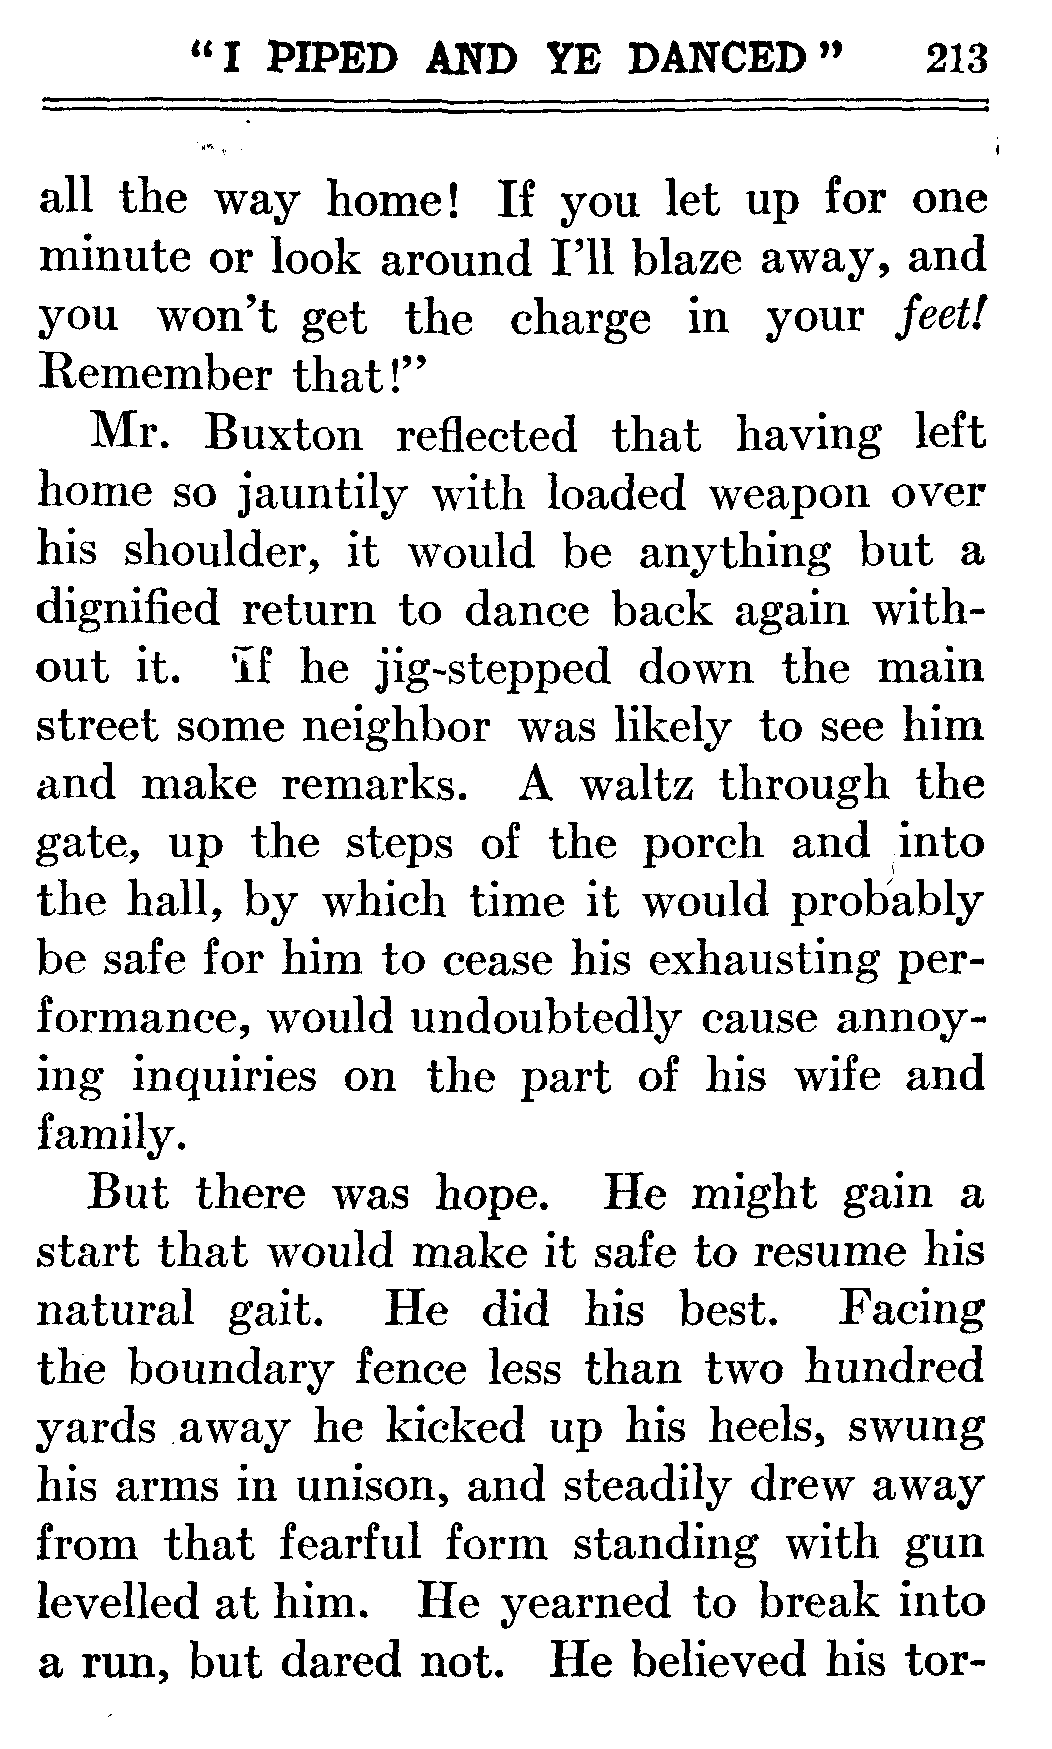 "I PIPED AND YE DANCED" 213
all the way home! If you let up for one
minute or look around I'll blaze away, and
you won't get the charge in your feet!
Remember that!"
Mr. Buxton reflected that having left
home so jauntily with loaded weapon over
his shoulder, it would be anything but a
dignified return to dance back again with-
out it. If he jig-stepped down the main
street some neighbor was likely to see him
and make remarks. A waltz through the
gate, up the steps of the porch and into
the hall, by which time it would probably
be safe for him to cease his exhausting per-
formance, would undoubtedly cause annoy-
ing inquiries on the part of his wife and
family.
But there was hope. He might gain a
start that would make it safe to resume his
natural gait. He did his best. Facing
the boundary fence less than two hundred
yards away he kicked up his heels, swung
his arms in unison, and steadily drew away
from that fearful form standing with gun
levelled at him. He yearned to break into
a run, but dared not. He believed his tor-